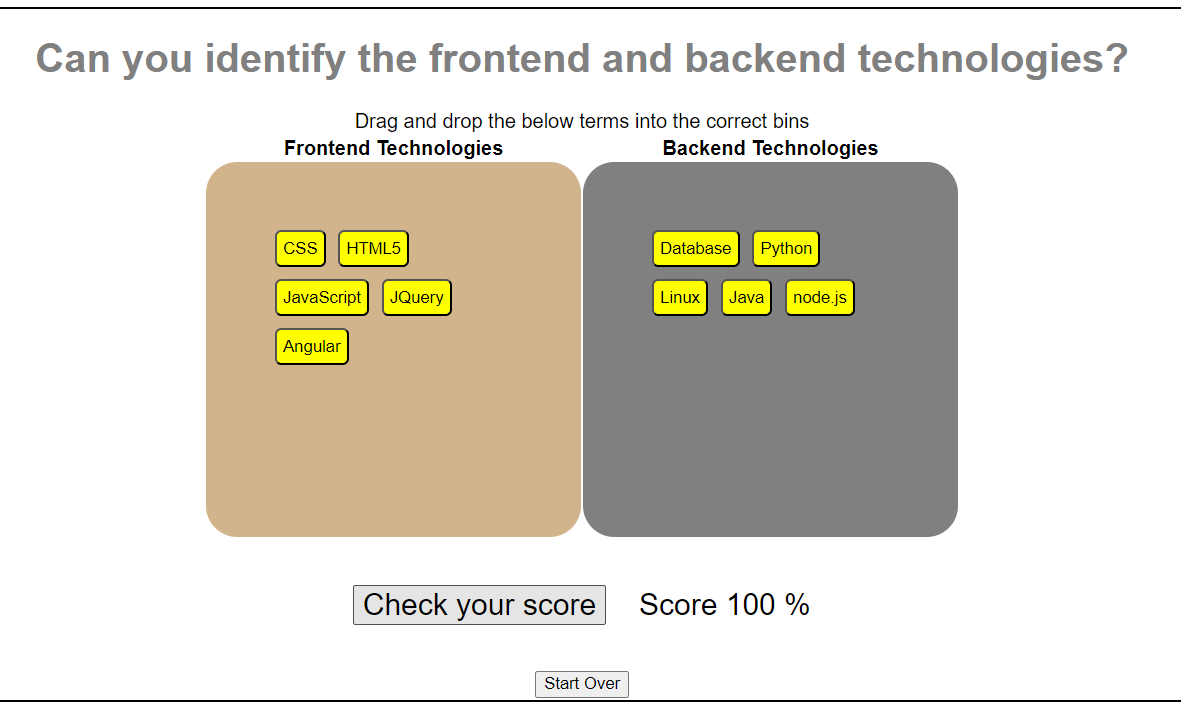 Can you identify the frontend and backend technologies?
Drag and drop the below terms into the correct bins
Frontend Technologies
CSS HTML5
JavaScript JQuery
Angular
Backend Technologies
Database Python
Linux Java node.js
Check your score Score 100 %
Start Over